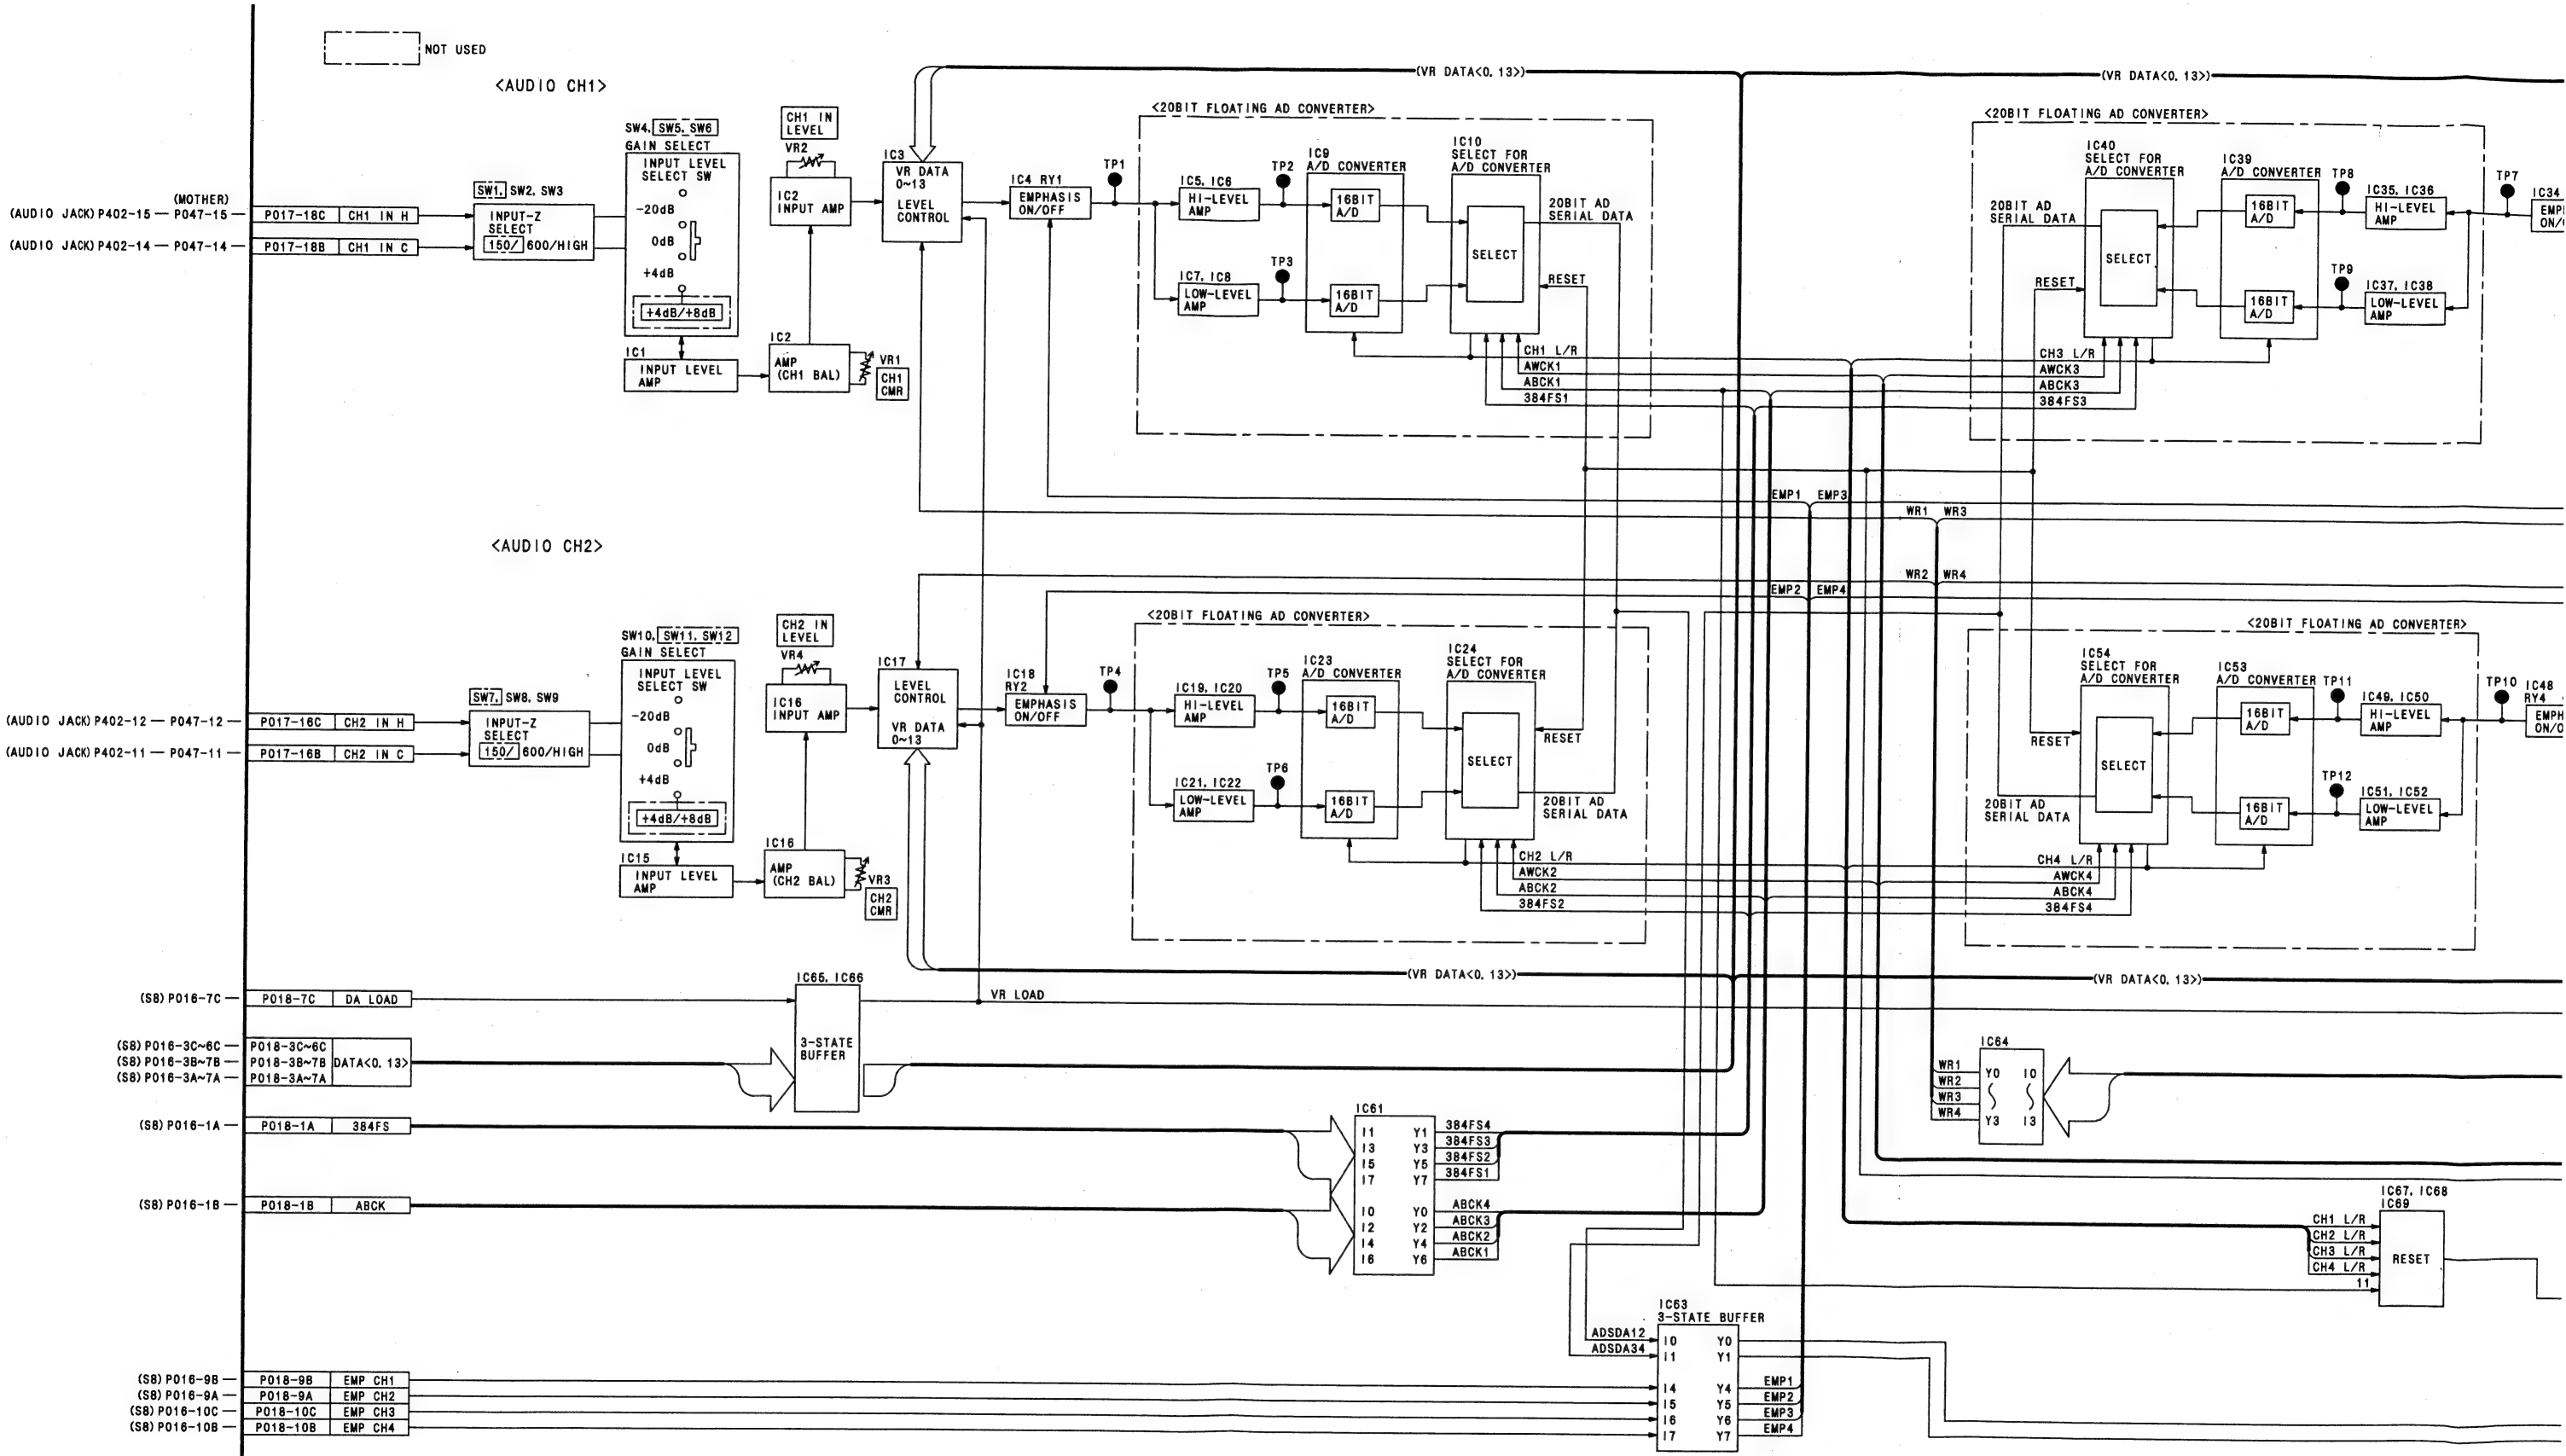 NOT USED
(VR DATA<0. 13>)
(VR DATA<0. 13>)
<AUDIO CH1>
SW4. SW5. SW6
GAIN SELECT
INPUT LEVEL
SELECT SW
-20dB
0dB
+4dB
+4dB/+8dB
CH1 IN
LEVEL
VR2
IC2
INPUT AMP
IC3
VR DATA
0~13
LEVEL
CONTROL
IC4 RY1
EMPHASIS
ON/OFF
TP1
<20BIT FLOATING AD CONVERTER>
IC5. IC6
HI-LEVEL
AMP
TP2
IC9
A/D CONVERTER
16BIT
A/D
IC10
SELECT FOR
A/D CONVERTER
SELECT
20BIT AD
SERIAL DATA
RESET
IC7. IC8
LOW-LEVEL
AMP
TP3
16BIT
A/D
CH1 L/R
AWCK1
ABCK1
384FS1
<20BIT FLOATING AD CONVERTER>
IC40
SELECT FOR
A/D CONVERTER
SELECT
20BIT AD
SERIAL DATA
RESET
IC39
A/D CONVERTER
16BIT
A/D
16BIT
A/D
TP8
IC35. IC36
HI-LEVEL
AMP
TP7
IC34
EMP
ON/
TP9
IC37. IC38
LOW-LEVEL
AMP
CH3 L/R
AWCK3
ABCK3
384FS3
(MOTHER)
(AUDIO JACK) P402-15 — P047-15
P017-18C CH1 IN H
(AUDIO JACK) P402-14 — P047-14
P017-18B CH1 IN C
SW1. SW2. SW3
INPUT-Z
SELECT
150/ 600/HIGH
IC1
INPUT LEVEL
AMP
IC2
AMP
(CH1 BAL)
VR1
CH1
CMR
EMP1 EMP3
WR1 WR3
<AUDIO CH2>
WR2 WR4
EMP2 EMP4
SW10. SW11. SW12
GAIN SELECT
INPUT LEVEL
SELECT SW
-20dB
0dB
+4dB
+4dB/+8dB
CH2 IN
LEVEL
VR4
IC16
INPUT AMP
IC17
LEVEL
CONTROL
VR DATA
0~13
IC18
RY2
EMPHASIS
ON/OFF
TP4
<20BIT FLOATING AD CONVERTER>
IC19. IC20
HI-LEVEL
AMP
TP5
IC23
A/D CONVERTER
16BIT
A/D
IC24
SELECT FOR
A/D CONVERTER
SELECT
RESET
20BIT AD
SERIAL DATA
IC21. IC22
LOW-LEVEL
AMP
TP6
16BIT
A/D
CH2 L/R
AWCK2
ABCK2
384FS2
<20BIT FLOATING AD CONVERTER>
IC54
SELECT FOR
A/D CONVERTER
SELECT
RESET
20BIT AD
SERIAL DATA
IC53
A/D CONVERTER
16BIT
A/D
16BIT
A/D
TP11
IC49. IC50
HI-LEVEL
AMP
TP10
IC48
RY4
EMPH
ON/O
TP12
IC51. IC52
LOW-LEVEL
AMP
CH4 L/R
AWCK4
ABCK4
384FS4
(AUDIO JACK) P402-12 — P047-12
P017-16C CH2 IN H
(AUDIO JACK) P402-11 — P047-11
P017-16B CH2 IN C
SW7. SW8. SW9
INPUT-Z
SELECT
150/ 600/HIGH
IC15
INPUT LEVEL
AMP
IC16
AMP
(CH2 BAL)
VR3
CH2
CMR
(VR DATA<0. 13>)
(VR DATA<0. 13>)
(S8) P016-7C — P018-7C DA LOAD
(S8) P016-3C~6C — P018-3C~6C
(S8) P016-3B~7B — P018-3B~7B DATA<0. 13>
(S8) P016-3A~7A — P018-3A~7A
IC65. IC66
3-STATE
BUFFER
VR LOAD
IC64
WR1 Y0 I0
WR2
WR3
WR4 Y3 I3
(S8) P016-1A — P018-1A 384FS
(S8) P016-1B — P018-1B ABCK
IC61
I1 Y1 384FS4
I3 Y3 384FS3
I5 Y5 384FS2
I7 Y7 384FS1
I0 Y0 ABCK4
I2 Y2 ABCK3
I4 Y4 ABCK2
I6 Y6 ABCK1
IC67. IC68
IC69
CH1 L/R
CH2 L/R
CH3 L/R
CH4 L/R
11
RESET
IC63
3-STATE BUFFER
ADSDA12 I0 Y0
ADSDA34 I1 Y1
I4 Y4 EMP1
I5 Y5 EMP2
I6 Y6 EMP3
I7 Y7 EMP4
(S8) P016-9B — P018-9B EMP CH1
(S8) P016-9A — P018-9A EMP CH2
(S8) P016-10C — P018-10C EMP CH3
(S8) P016-10B — P018-10B EMP CH4